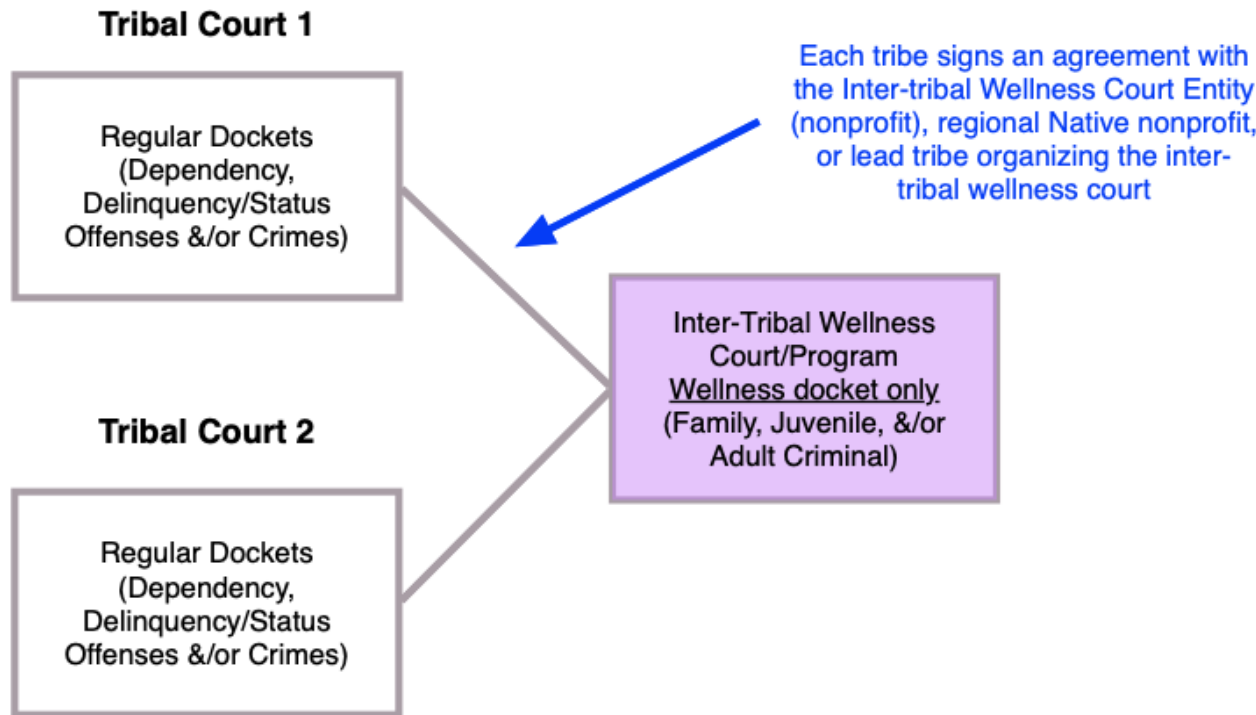 Tribal Court 1
Regular Dockets
(Dependency,
Delinquency/Status
Offenses &/or Crimes)
Each tribe signs an agreement with
the Inter-tribal Wellness Court Entity
(nonprofit), regional Native nonprofit,
or lead tribe organizing the inter-
tribal wellness court
Inter-Tribal Wellness
Court/Program
Wellness docket only
(Family, Juvenile, &/or
Adult Criminal)
Tribal Court 2
Regular Dockets
(Dependency,
Delinquency/Status
Offenses &/or Crimes)